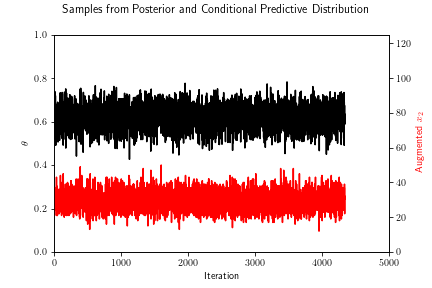 Samples from Posterior and Conditional Predictive Distribution
1.0
0.8
0.6
0.4
0.2
0.0
θ
120
100
80
60
40
20
0
Augmented x₂
0 1000 2000 3000 4000 5000
Iteration